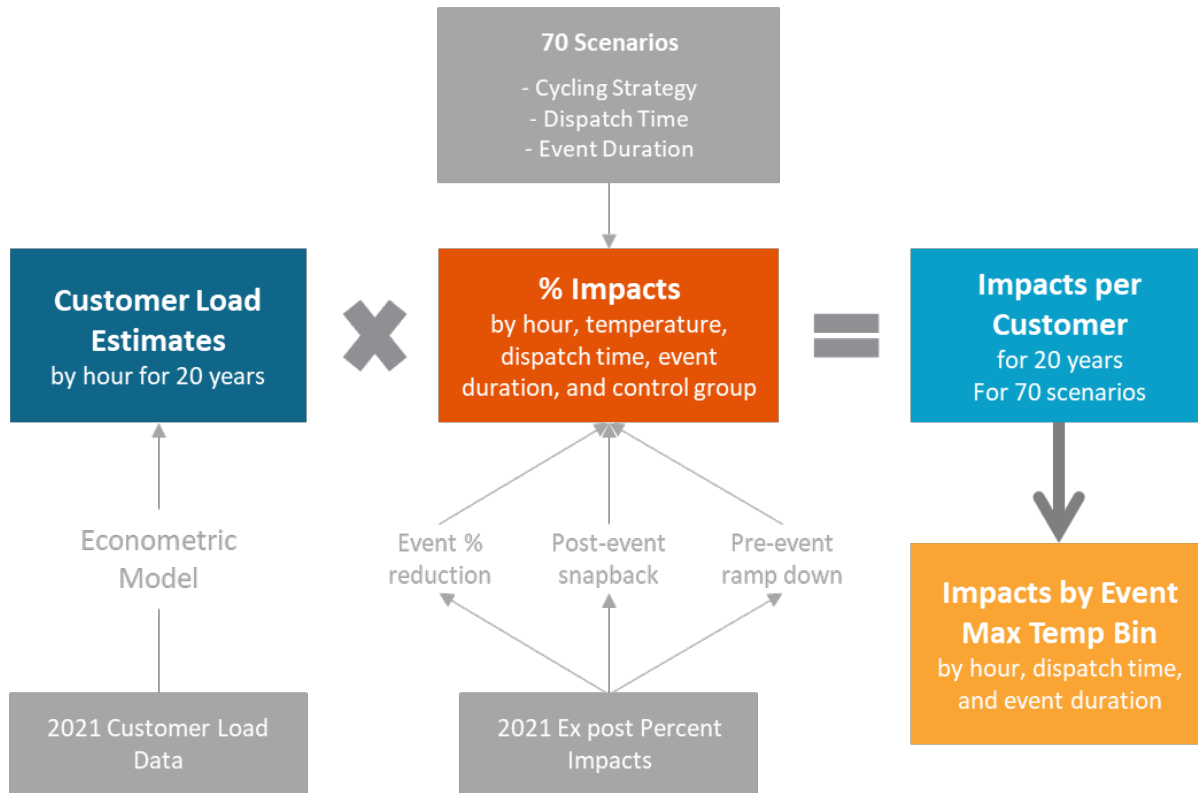 70 Scenarios
- Cycling Strategy
- Dispatch Time
- Event Duration
Customer Load
Estimates
by hour for 20 years
% Impacts
by hour, temperature,
dispatch time, event
duration, and control group
Impacts per
Customer
for 20 years
For 70 scenarios
Econometric
Model
Event %
reduction
Post-event
snapback
Pre-event
ramp down
Impacts by Event
Max Temp Bin
by hour, dispatch time,
and event duration
2021 Customer Load
Data
2021 Ex post Percent
Impacts